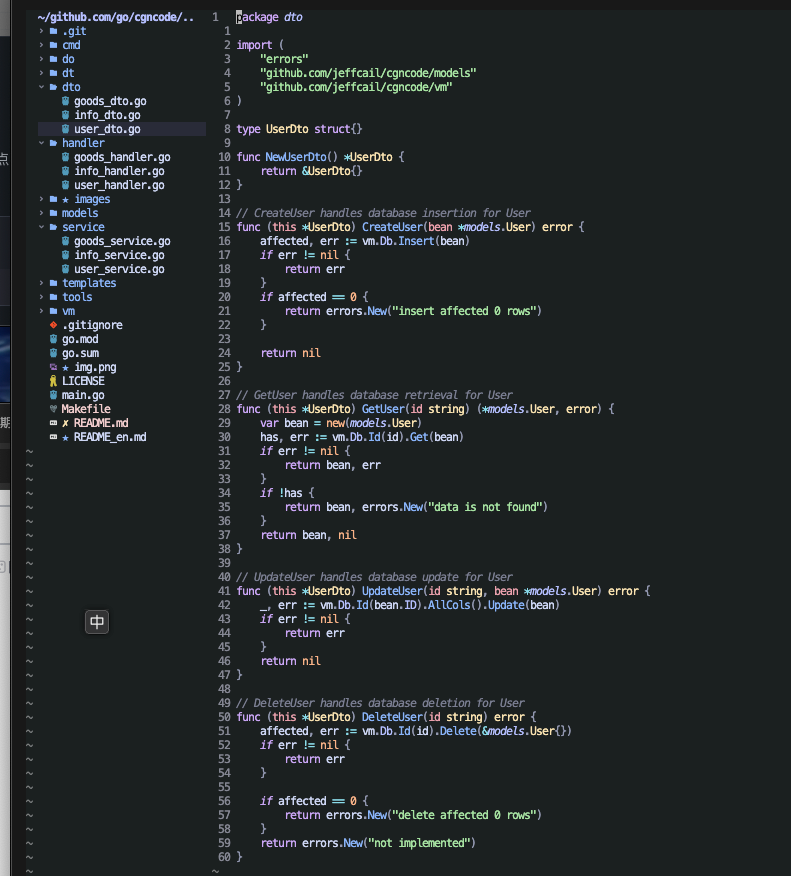 ~/github.com/go/cgncode/..
.git
cmd
do
dt
dto
goods_dto.go
info_dto.go
user_dto.go
handler
goods_handler.go
info_handler.go
user_handler.go
images
models
service
goods_service.go
info_service.go
user_service.go
templates
tools
vm
.gitignore
go.mod
go.sum
img.png
LICENSE
main.go
Makefile
README.md
README_en.md
中
1 package dto
1
2 import (
3     "errors"
4     "github.com/jeffcail/cgncode/models"
5     "github.com/jeffcail/cgncode/vm"
6 )
7
8 type UserDto struct{}
9
10 func NewUserDto() *UserDto {
11     return &UserDto{}
12 }
13
14 // CreateUser handles database insertion for User
15 func (this *UserDto) CreateUser(bean *models.User) error {
16     affected, err := vm.Db.Insert(bean)
17     if err != nil {
18         return err
19     }
20     if affected == 0 {
21         return errors.New("insert affected 0 rows")
22     }
23
24     return nil
25 }
26
27 // GetUser handles database retrieval for User
28 func (this *UserDto) GetUser(id string) (*models.User, error) {
29     var bean = new(models.User)
30     has, err := vm.Db.Id(id).Get(bean)
31     if err != nil {
32         return bean, err
33     }
34     if !has {
35         return bean, errors.New("data is not found")
36     }
37     return bean, nil
38 }
39
40 // UpdateUser handles database update for User
41 func (this *UserDto) UpdateUser(id string, bean *models.User) error {
42     _, err := vm.Db.Id(bean.ID).AllCols().Update(bean)
43     if err != nil {
44         return err
45     }
46     return nil
47 }
48
49 // DeleteUser handles database deletion for User
50 func (this *UserDto) DeleteUser(id string) error {
51     affected, err := vm.Db.Id(id).Delete(&models.User{})
52     if err != nil {
53         return err
54     }
55
56     if affected == 0 {
57         return errors.New("delete affected 0 rows")
58     }
59     return errors.New("not implemented")
60 }
点
期